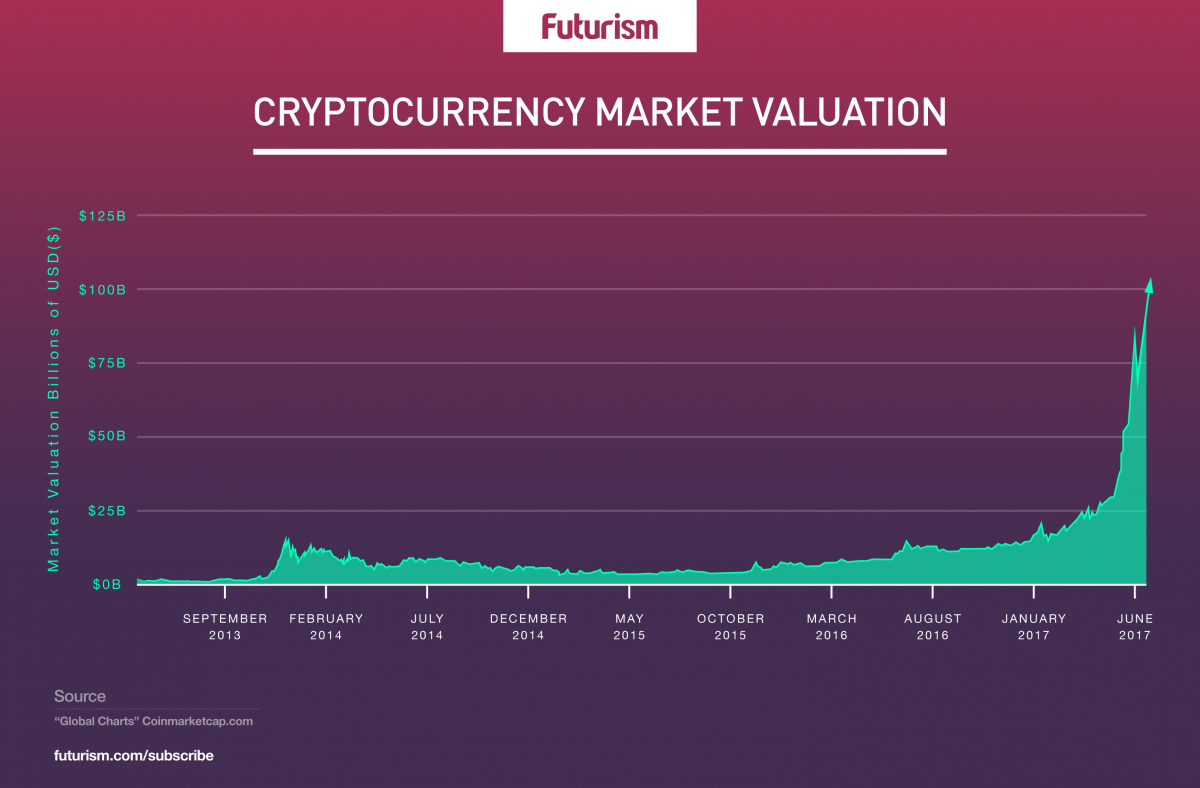 Futurism
CRYPTOCURRENCY MARKET VALUATION
Market Valuation Billions of USD($)
$125B
$100B
$75B
$50B
$25B
$0B
SEPTEMBER
2013
FEBRUARY
2014
JULY
2014
DECEMBER
2014
MAY
2015
OCTOBER
2015
MARCH
2016
AUGUST
2016
JANUARY
2017
JUNE
2017
Source
“Global Charts” Coinmarketcap.com
futurism.com/subscribe